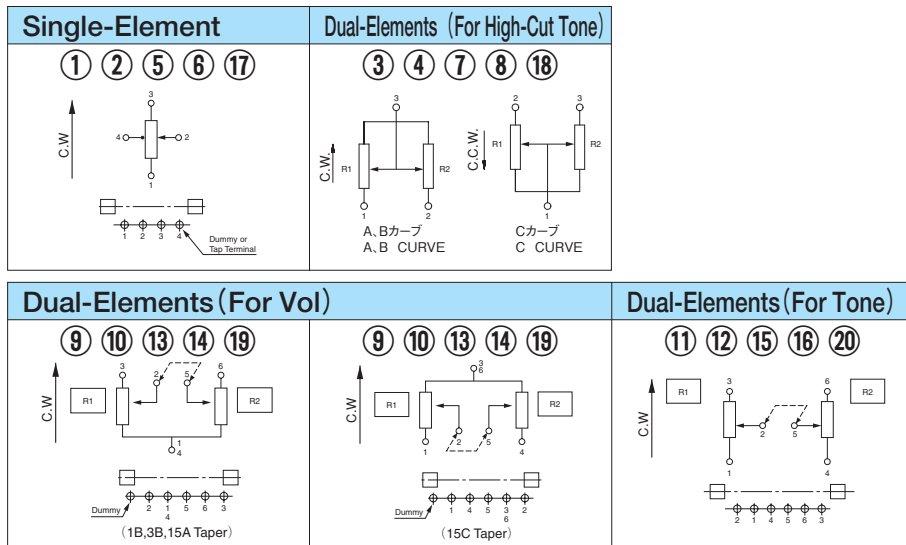 Single-Element
① ② ⑤ ⑥ ⑰
C.W
3
4 2
1
1 2 3 4
Dummy or
Tap Terminal
Dual-Elements (For High-Cut Tone)
③ ④ ⑦ ⑧ ⑱
3
C.W. R1 R2
1 2
A、Bカーブ
A、B CURVE
2 3
C.C.W. R1 R2
1
Cカーブ
C CURVE
Dual-Elements(For Vol)
⑨ ⑩ ⑬ ⑭ ⑲
3 2 5 6
C.W R1 R2
1
4
Dummy 2 1 5 6 3
4
(1B,3B,15A Taper)
⑨ ⑩ ⑬ ⑭ ⑲
3
6
C.W R1 R2
1 2 5 4
Dummy 1 4 5 3 2
6
(15C Taper)
Dual-Elements(For Tone)
⑪ ⑫ ⑮ ⑯ ⑳
R1 3 6 R2
C.W
2 5
1 4
2 1 4 5 6 3